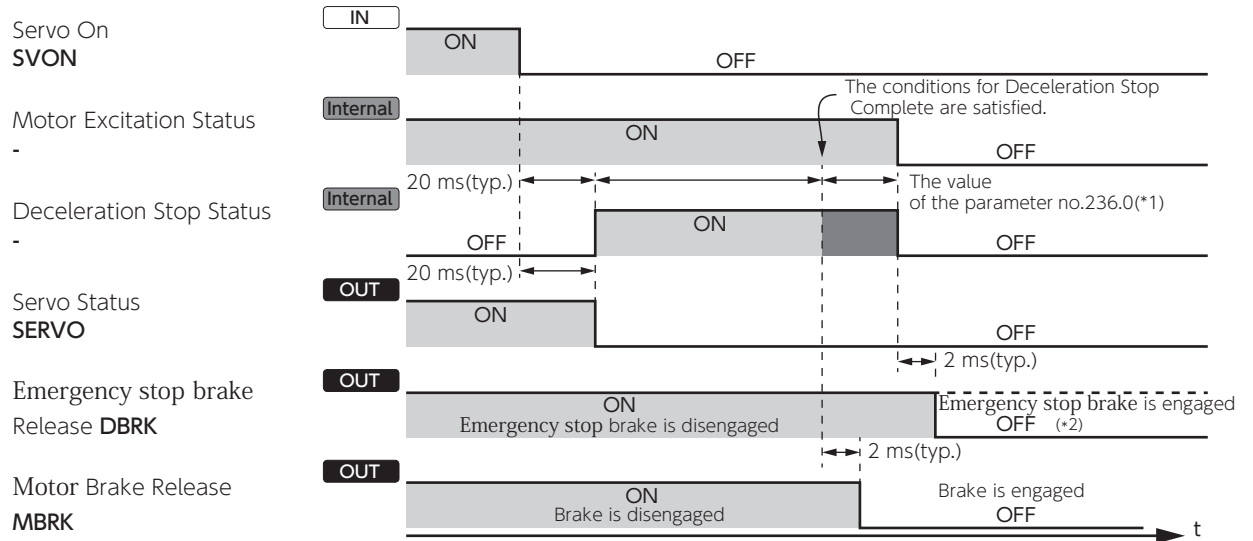 IN
Servo On
SVON
ON
OFF
The conditions for Deceleration Stop
Complete are satisfied.
Internal
Motor Excitation Status
-
ON
OFF
20 ms(typ.)
The value
of the parameter no.236.0(*1)
Internal
Deceleration Stop Status
-
OFF
ON
OFF
20 ms(typ.)
OUT
Servo Status
SERVO
ON
OFF
2 ms(typ.)
OUT
Emergency stop brake
Release DBRK
ON
Emergency stop brake is disengaged
Emergency stop brake is engaged
OFF (*2)
2 ms(typ.)
OUT
Motor Brake Release
MBRK
ON
Brake is disengaged
Brake is engaged
OFF
t